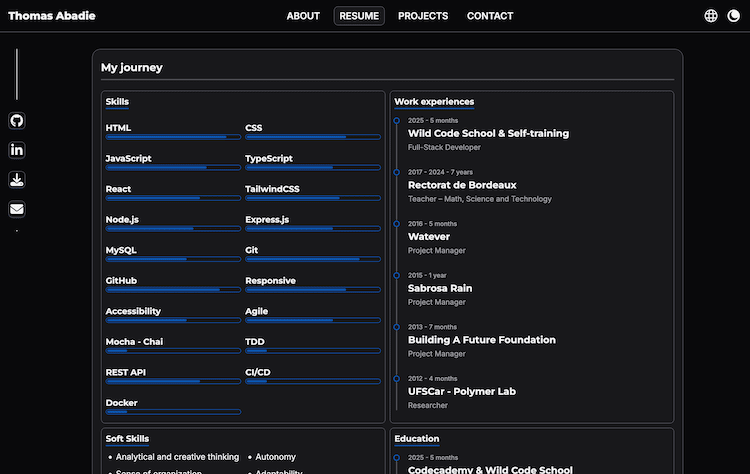 Thomas Abadie
ABOUT
RESUME
PROJECTS
CONTACT
My journey
Skills
HTML
CSS
JavaScript
TypeScript
React
TailwindCSS
Node.js
Express.js
MySQL
Git
GitHub
Responsive
Accessibility
Agile
Mocha - Chai
TDD
REST API
CI/CD
Docker
Work experiences
2025 - 5 months
Wild Code School & Self-training
Full-Stack Developer
2017 - 2024 - 7 years
Rectorat de Bordeaux
Teacher – Math, Science and Technology
2016 - 5 months
Watever
Project Manager
2015 - 1 year
Sabrosa Rain
Project Manager
2013 - 7 months
Building A Future Foundation
Project Manager
2012 - 4 months
UFSCar - Polymer Lab
Researcher
Soft Skills
• Analytical and creative thinking
• Autonomy
• Sense of organization
• Adaptability
Education
2025 - 5 months
Codecademy & Wild Code School